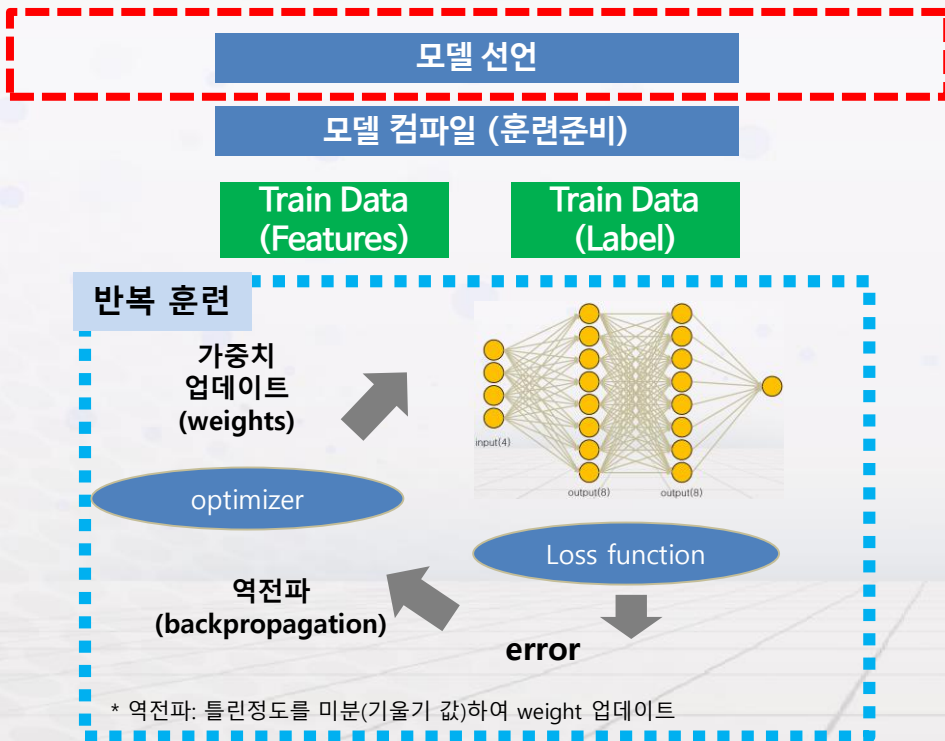 모델 선언
모델 컴파일 (훈련준비)
Train Data
(Features)
Train Data
(Label)
반복 훈련
가중치
업데이트
(weights)
input(4)
output(8)
output(8)
optimizer
Loss function
역전파
(backpropagation)
error
* 역전파: 틀린정도를 미분(기울기 값)하여 weight 업데이트